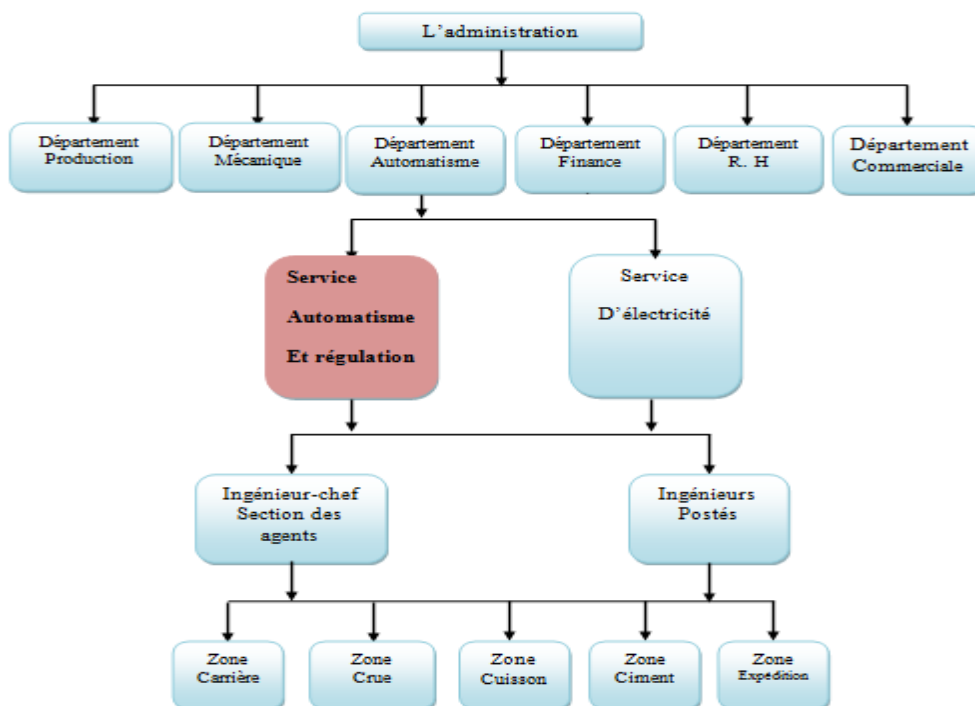 L'administration
Département
Production
Département
Mécanique
Département
Automatisme
Département
Finance
Département
R. H
Département
Commerciale
Service
Automatisme
Et régulation
Service
D'électricité
Ingénieur-chef
Section des
agents
Ingénieurs
Postés
Zone
Carrière
Zone
Crue
Zone
Cuisson
Zone
Ciment
Zone
Expédition